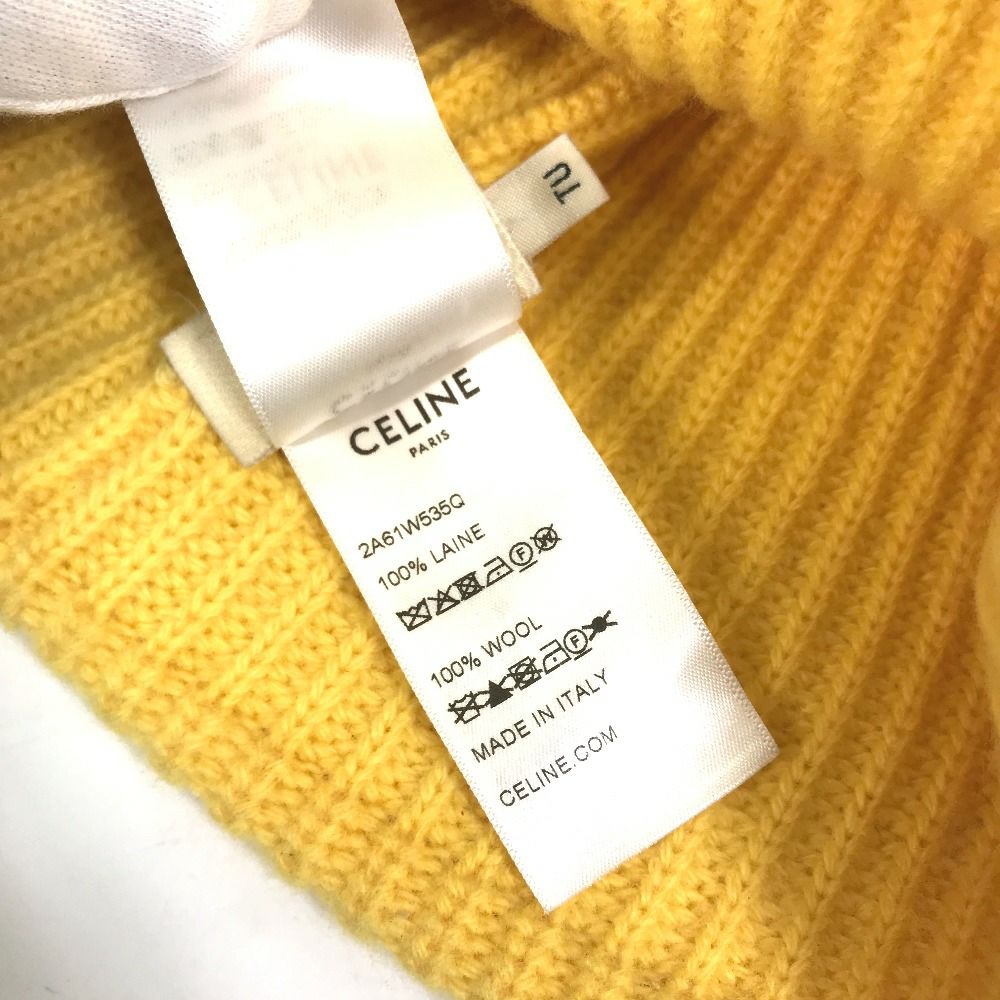 TU
CELINE
PARIS
2A61W535Q
100% LAINE
F W
100% WOOL
F
MADE IN ITALY
CELINE.COM